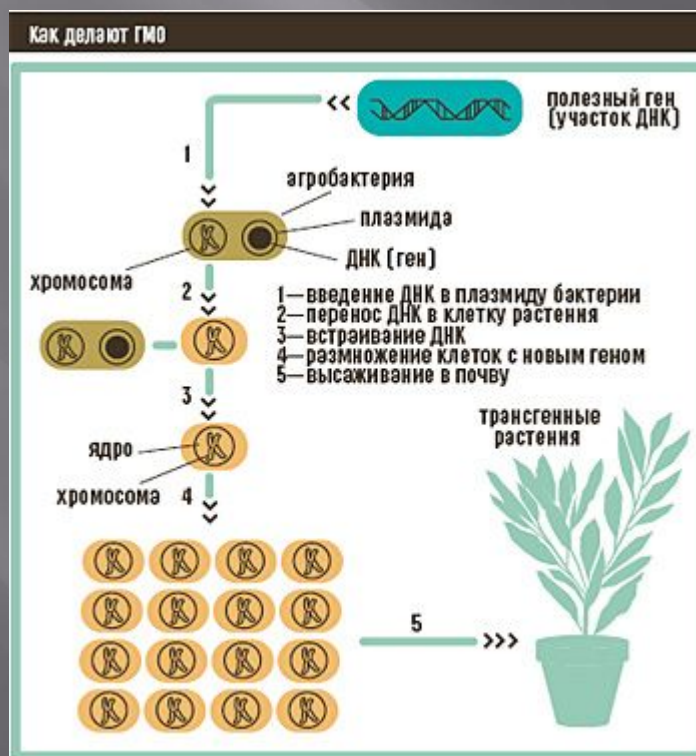 Как делают ГМО
полезный ген
(участок ДНК)
1
агробактерия
плазмида
ДНК (ген)
хромосома
2
1—введение ДНК в плазмиду бактерии
2—перенос ДНК в клетку растения
3—встраивание ДНК
4—размножение клеток с новым геном
5—высаживание в почву
3
трансгенные
растения
ядро
хромосома
4
5